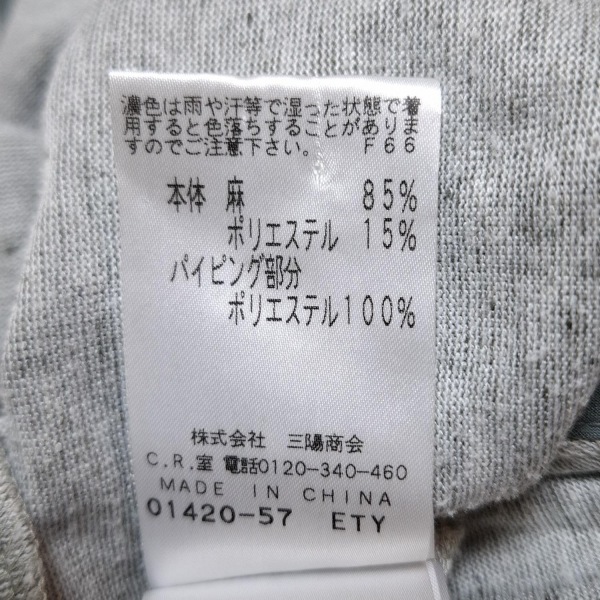 濃色は雨や汗等で湿った状態で着
用すると色落ちすることがありま
すのでご注意下さい。 F66
本体 麻 85%
ポリエステル 15%
パイピング部分
ポリエステル100%
株式会社 三陽商会
C.R.室 電話0120-340-460
MADE IN CHINA
01420-57 ETY